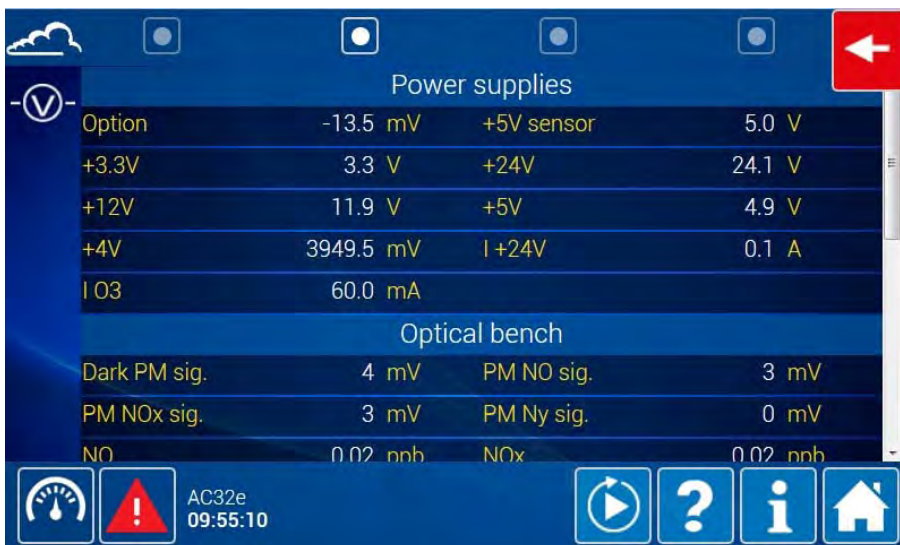 Power supplies
Option -13.5 mV +5V sensor 5.0 V
+3.3V 3.3 V +24V 24.1 V
+12V 11.9 V +5V 4.9 V
+4V 3949.5 mV I +24V 0.1 A
I O3 60.0 mA
Optical bench
Dark PM sig. 4 mV PM NO sig. 3 mV
PM NOx sig. 3 mV PM Ny sig. 0 mV
NO 0.02 ppb NOx 0.02 ppb
AC32e
09:55:10